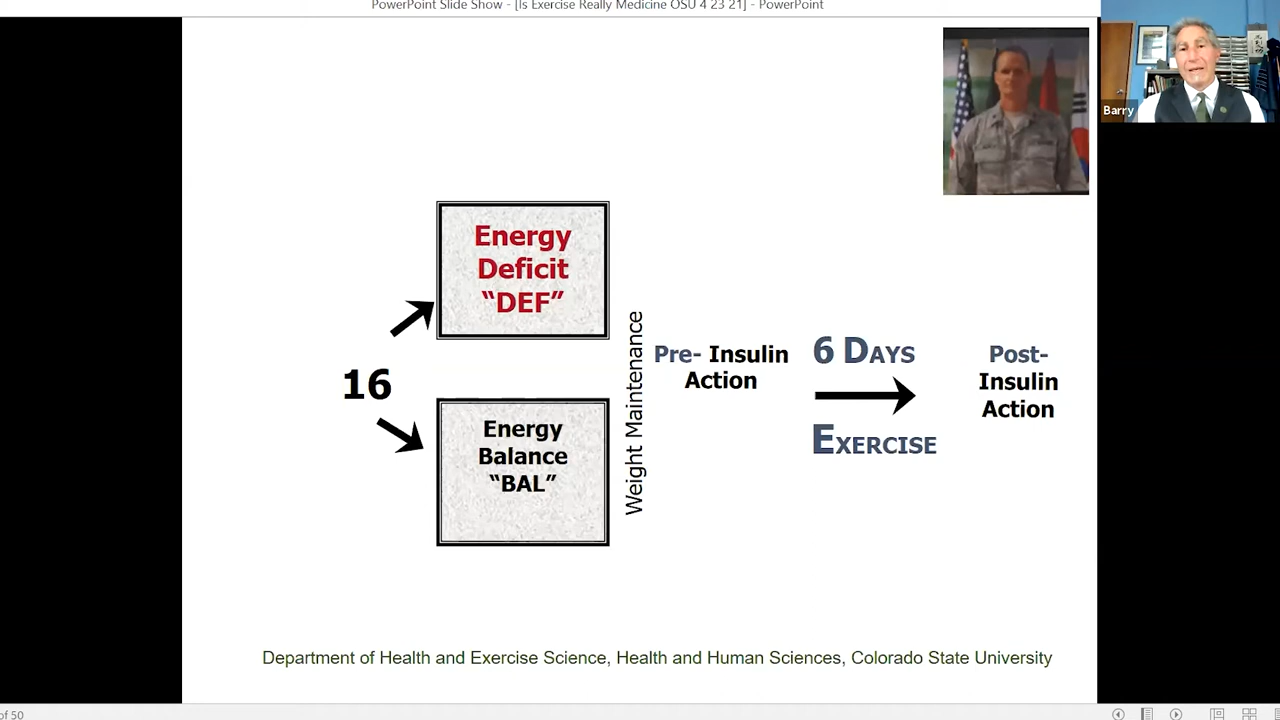 PowerPoint Slide Show - [Is Exercise Really Medicine OSU 4 23 21] - PowerPoint
Barry
Energy
Deficit
“DEF”
16
Energy
Balance
“BAL”
Weight Maintenance
Pre- Insulin
Action
6 DAYS
EXERCISE
Post-
Insulin
Action
Department of Health and Exercise Science, Health and Human Sciences, Colorado State University
of 50